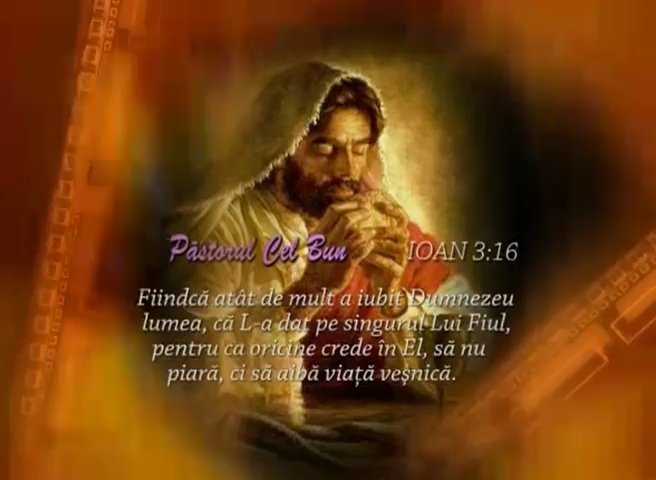 Păstorul Cel Bun IOAN 3:16
Fiindcă atât de mult a iubit Dumnezeu
lumea, că L-a dat pe singurul Lui Fiul,
pentru ca oricine crede în El, să nu
piară, ci să aibă viață veșnică.